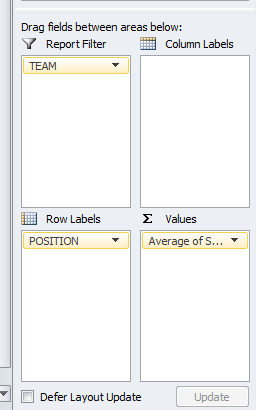 Drag fields between areas below:
Report Filter
Column Labels
TEAM
Row Labels
Σ Values
POSITION
Average of S...
Defer Layout Update
Update